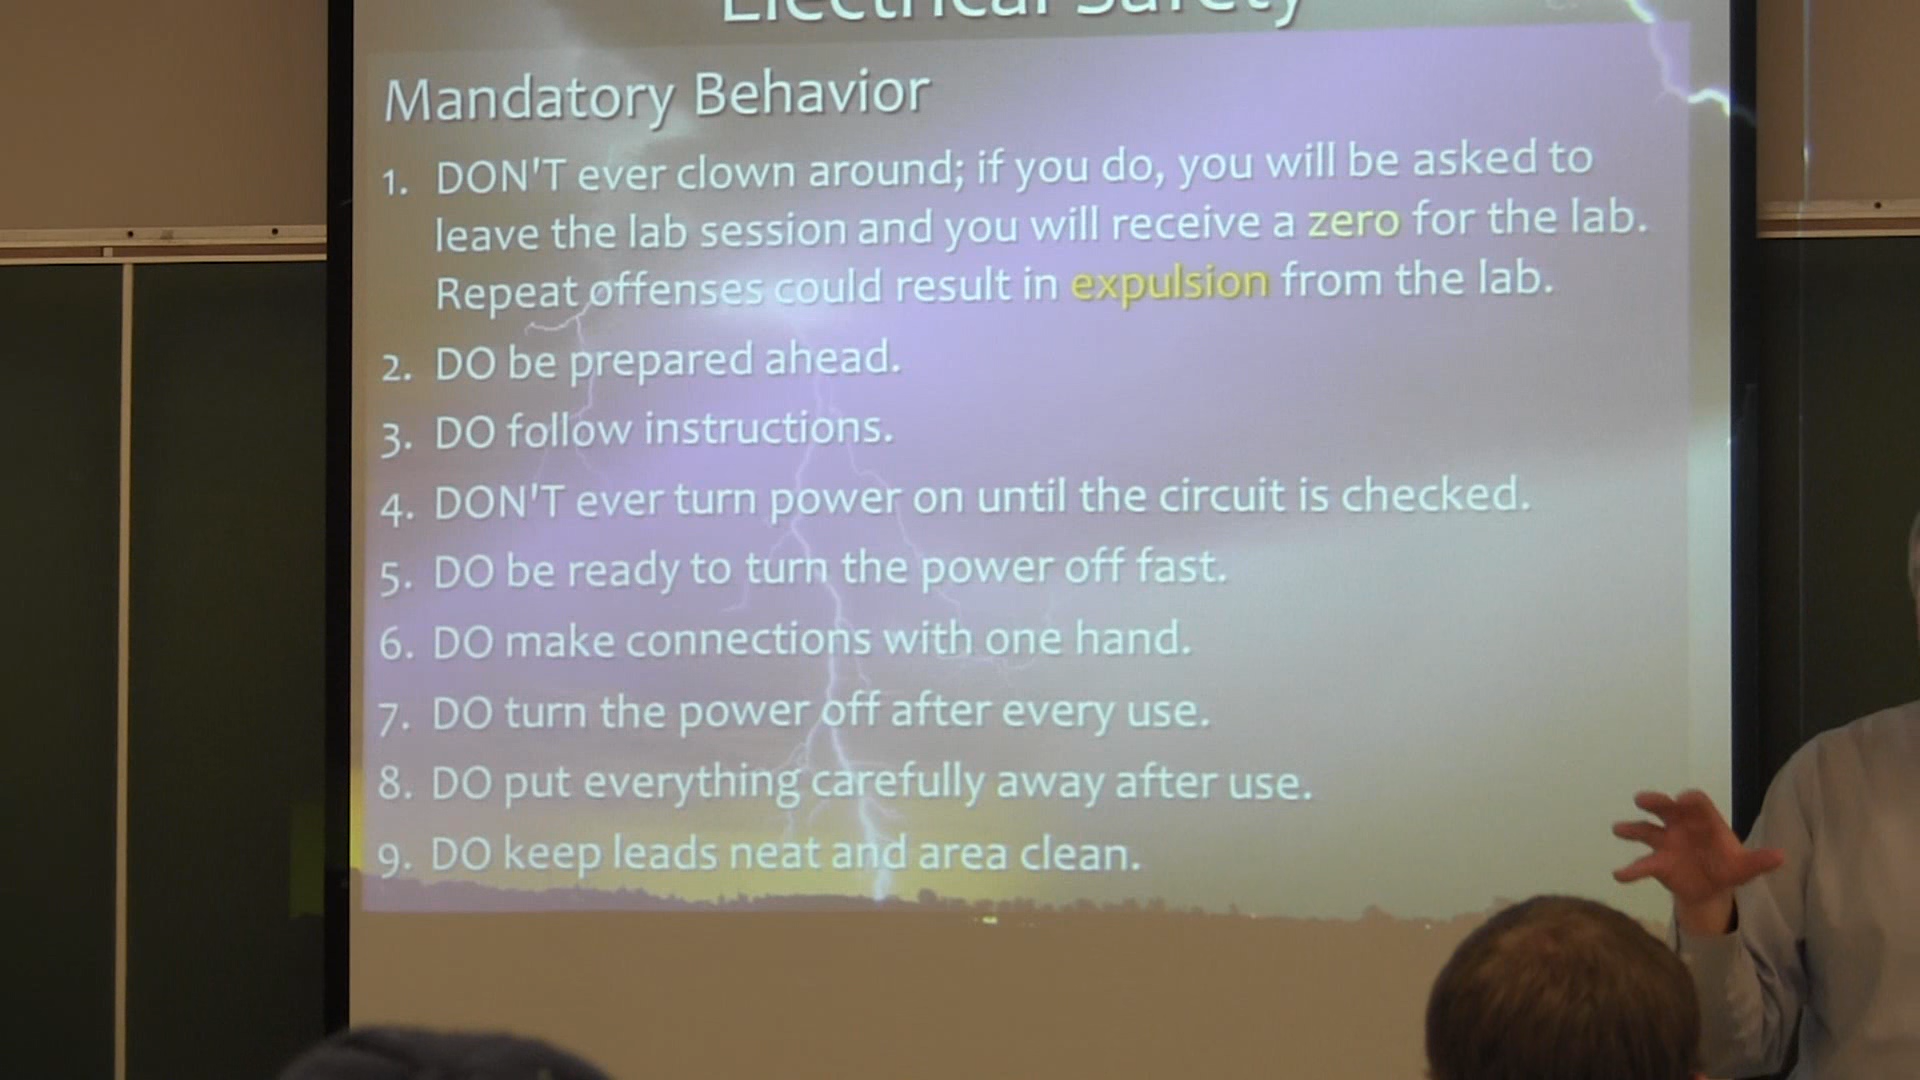 Electrical Safety
Mandatory Behavior
1. DON'T ever clown around; if you do, you will be asked to
leave the lab session and you will receive a zero for the lab.
Repeat offenses could result in expulsion from the lab.
2. DO be prepared ahead.
3. DO follow instructions.
4. DON'T ever turn power on until the circuit is checked.
5. DO be ready to turn the power off fast.
6. DO make connections with one hand.
7. DO turn the power off after every use.
8. DO put everything carefully away after use.
9. DO keep leads neat and area clean.